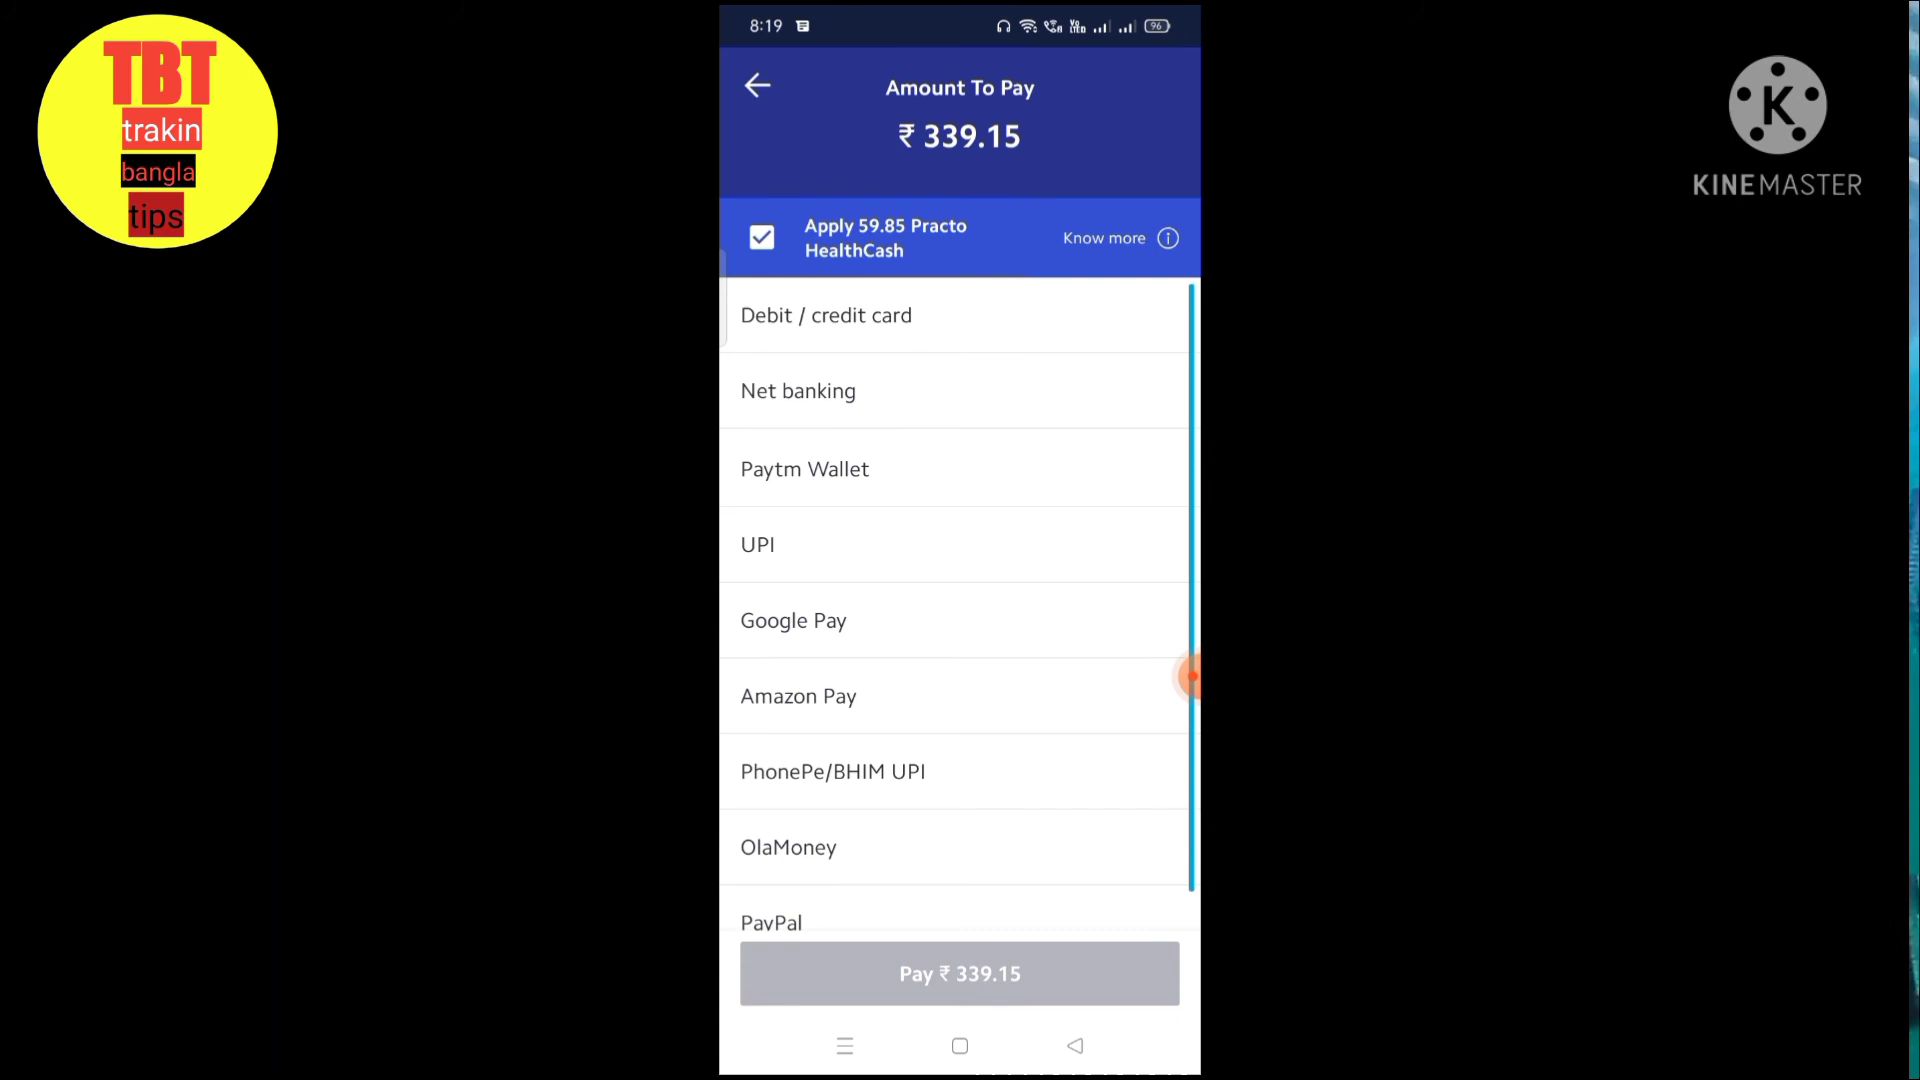 TBT
trakin
bangla
tips
8:19
96
Amount To Pay
₹ 339.15
Apply 59.85 Practo
HealthCash
Know more
Debit / credit card
Net banking
Paytm Wallet
UPI
Google Pay
Amazon Pay
PhonePe/BHIM UPI
OlaMoney
PayPal
Pay ₹ 339.15
K
KINEMASTER